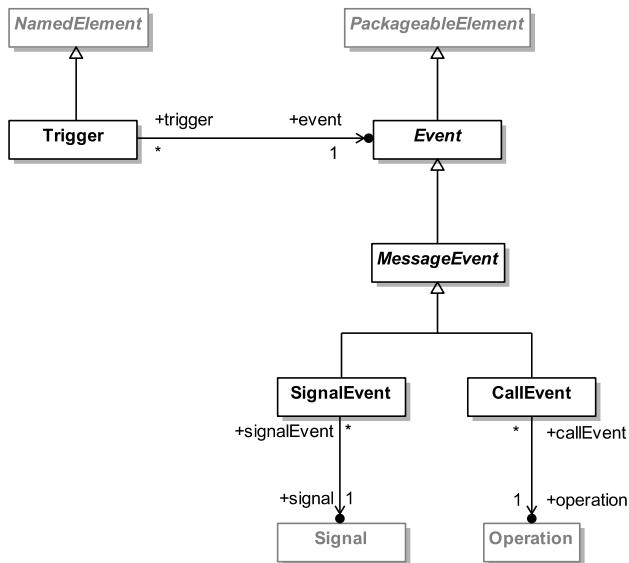 NamedElement
PackageableElement
+trigger
+event
Trigger
Event
*
1
MessageEvent
SignalEvent
CallEvent
+signalEvent
*
*
+callEvent
+signal
1
1
+operation
Signal
Operation